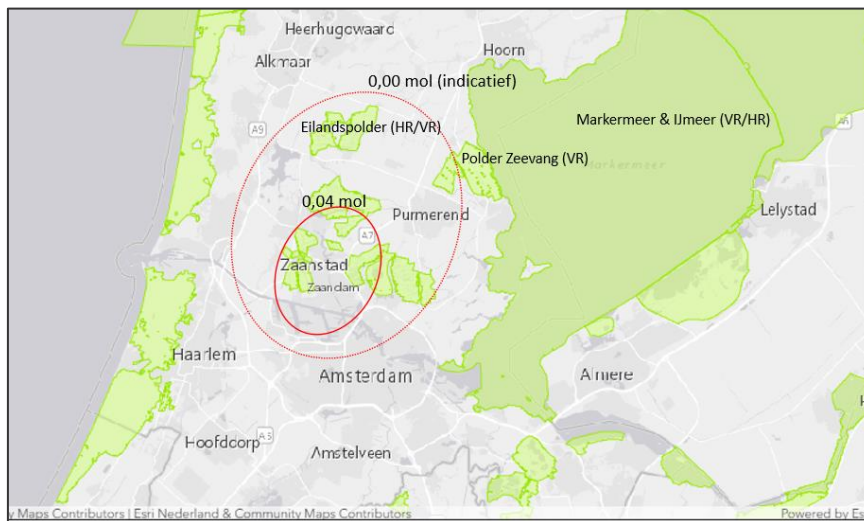 Heerhugowaard
Hoorn
Alkmaar
0,00 mol (indicatief)
A9
Eilandspolder (HR/VR)
Markermeer & IJmeer (VR/HR)
A6
Polder Zeevang (VR)
Markermeer
0,04 mol
Purmerend
Lelystad
A7
Zaanstad
Zaandam
Haarlem
Amsterdam
Almere
Hoofddorp
A5
Amstelveen
y Maps Contributors | Esri Nederland & Community Maps Contributors
Powered by Es